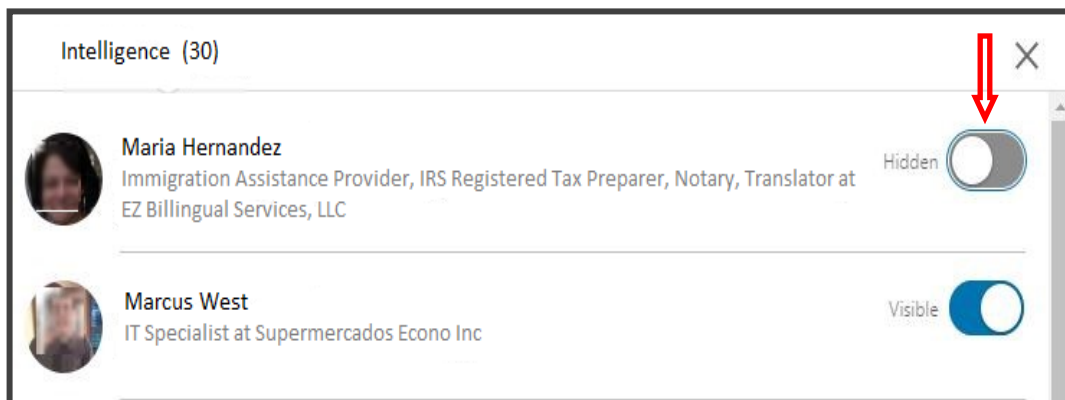 Intelligence (30)
Maria Hernandez
Hidden
Immigration Assistance Provider, IRS Registered Tax Preparer, Notary, Translator at
EZ Billingual Services, LLC
Marcus West
Visible
IT Specialist at Supermercados Econo Inc